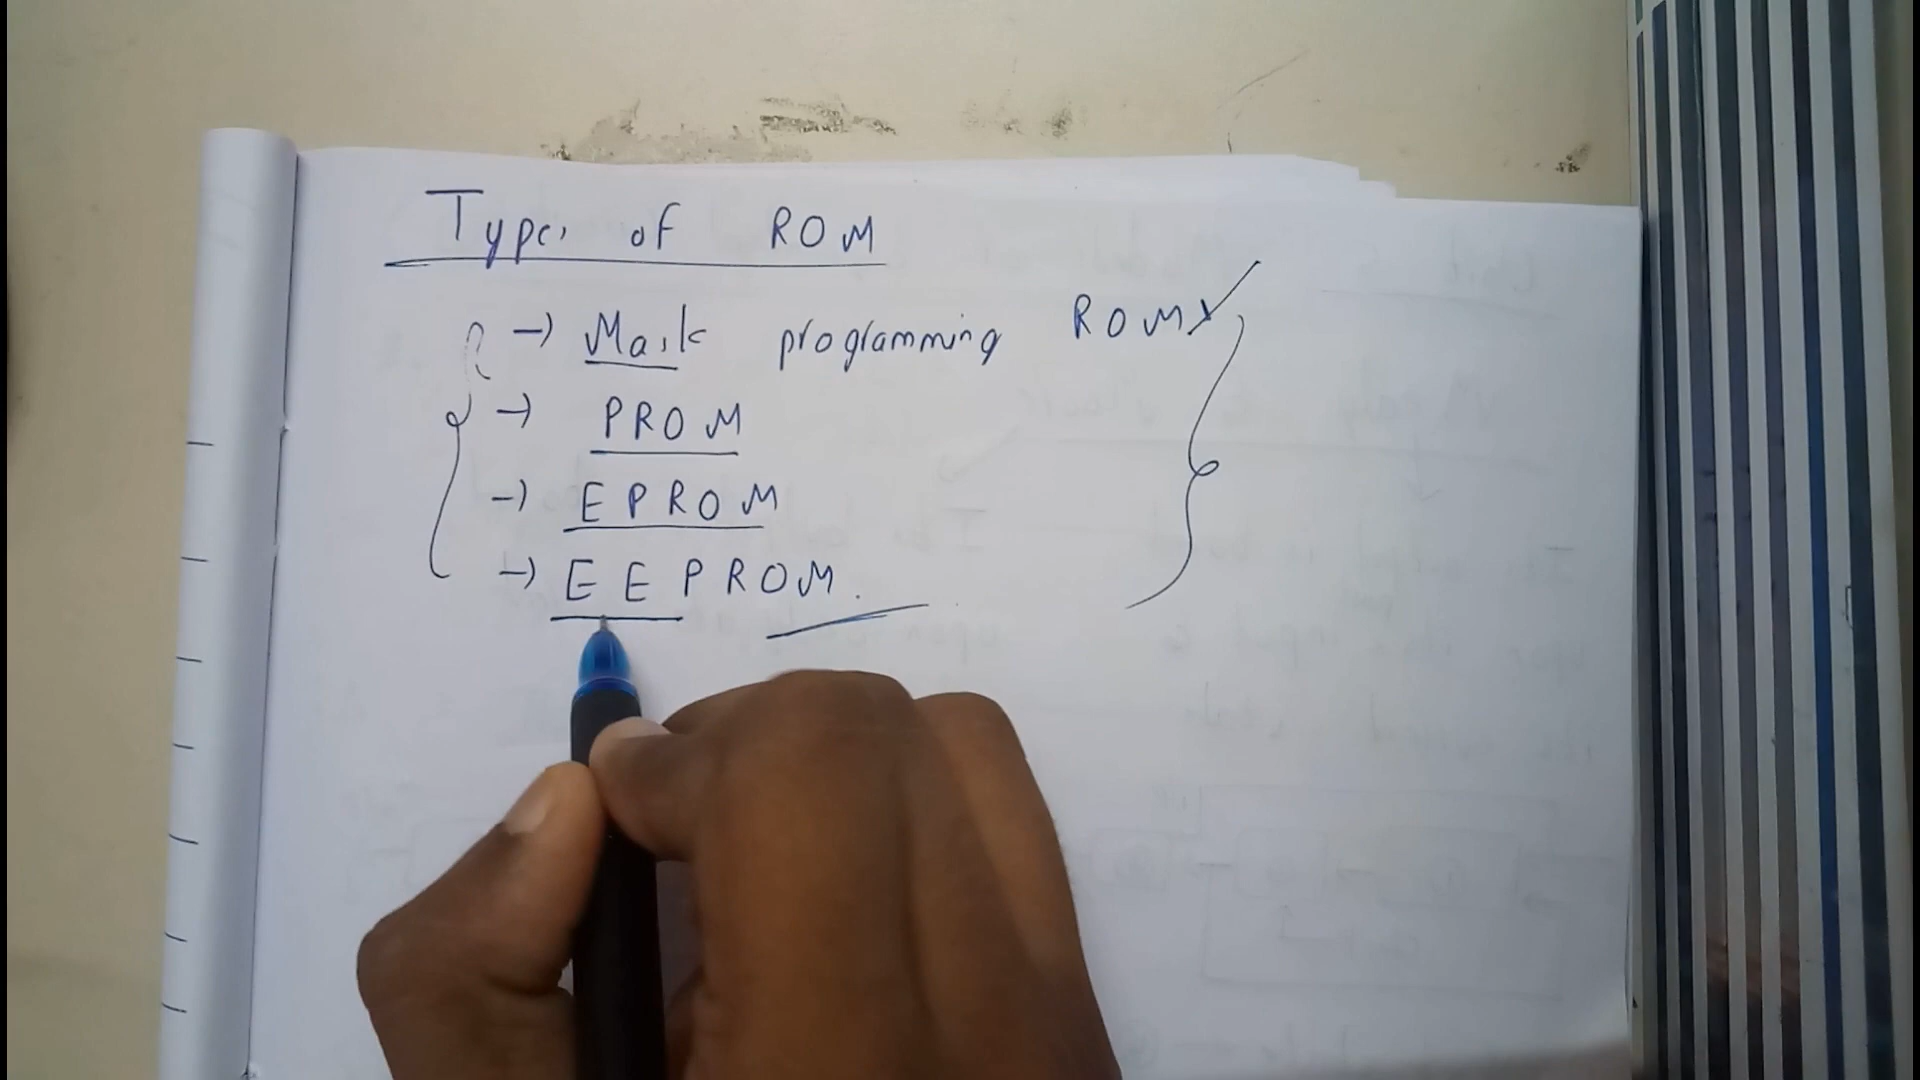 Types of ROM
→ Mask programming ROM
→ PROM
→ EPROM
→ EEPROM.